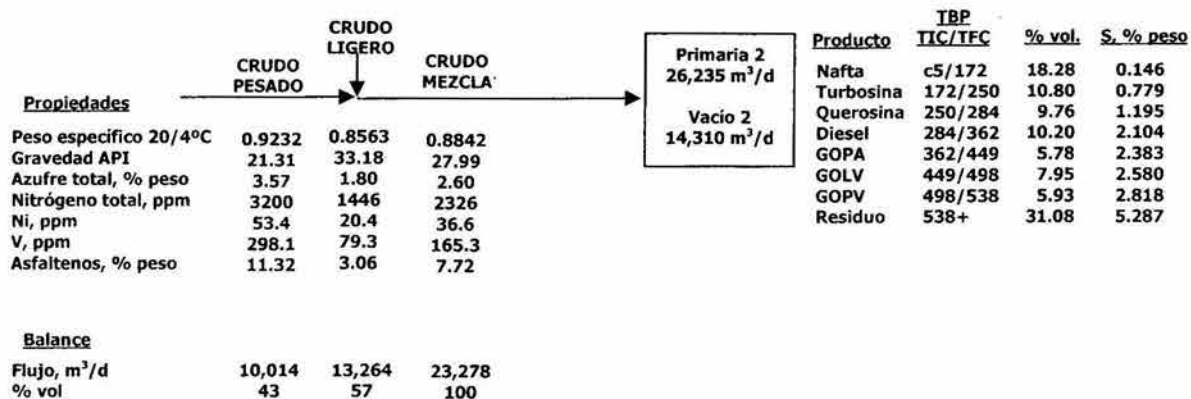 CRUDO
LIGERO
CRUDO
PESADO
CRUDO
MEZCLA
Primaria 2
26,235 m³/d
Vacío 2
14,310 m³/d
TBP
Producto TIC/TFC % vol. S, % peso
Nafta c5/172 18.28 0.146
Turbosina 172/250 10.80 0.779
Querosina 250/284 9.76 1.195
Diesel 284/362 10.20 2.104
GOPA 362/449 5.78 2.383
GOLV 449/498 7.95 2.580
GOPV 498/538 5.93 2.818
Residuo 538+ 31.08 5.287
Propiedades
Peso específico 20/4ºC 0.9232 0.8563 0.8842
Gravedad API 21.31 33.18 27.99
Azufre total, % peso 3.57 1.80 2.60
Nitrógeno total, ppm 3200 1446 2326
Ni, ppm 53.4 20.4 36.6
V, ppm 298.1 79.3 165.3
Asfaltenos, % peso 11.32 3.06 7.72
Balance
Flujo, m³/d 10,014 13,264 23,278
% vol 43 57 100